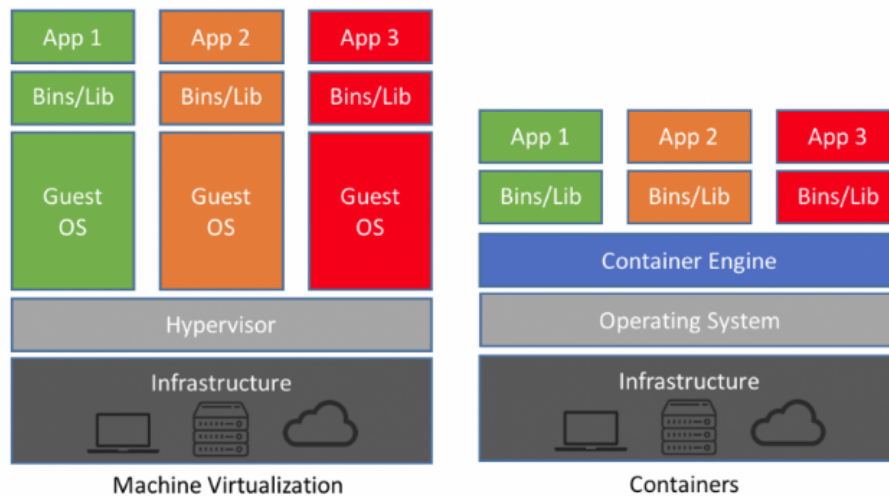 App 1
App 2
App 3
Bins/Lib
Bins/Lib
Bins/Lib
Guest
OS
Guest
OS
Guest
OS
Hypervisor
Infrastructure
Machine Virtualization
App 1
App 2
App 3
Bins/Lib
Bins/Lib
Bins/Lib
Container Engine
Operating System
Infrastructure
Containers